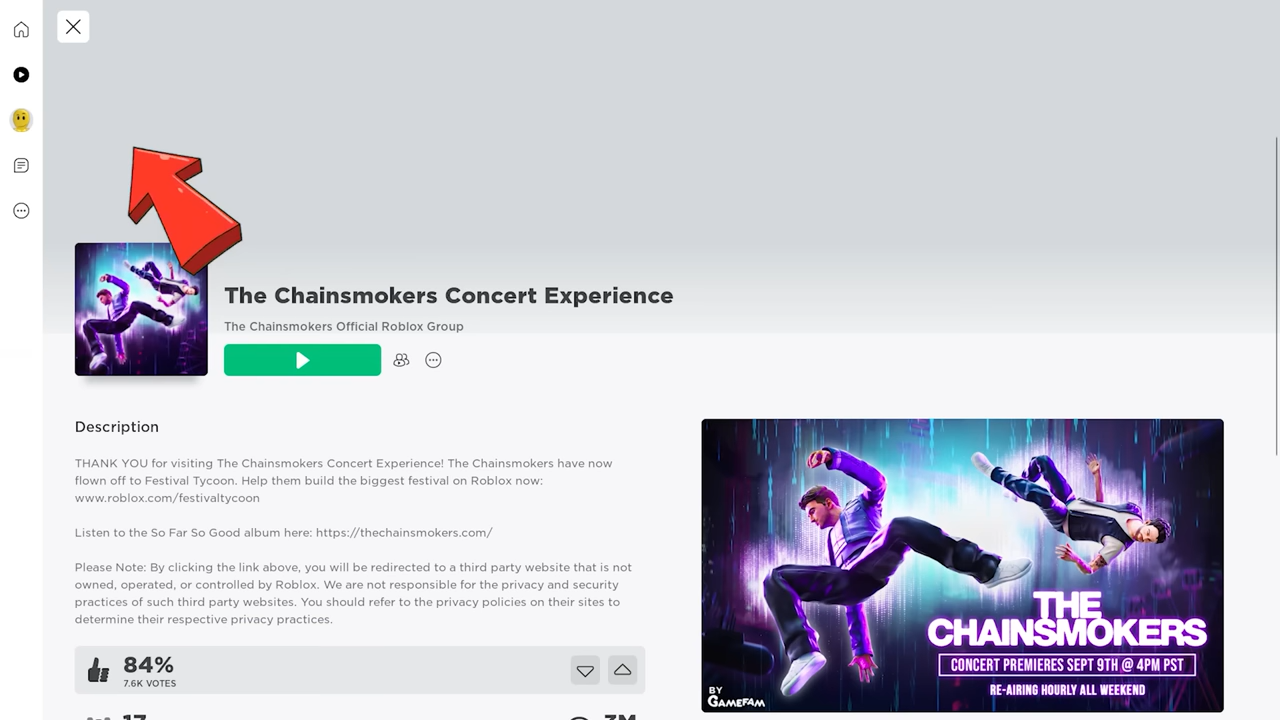 The Chainsmokers Concert Experience
The Chainsmokers Official Roblox Group
Description
THANK YOU for visiting The Chainsmokers Concert Experience! The Chainsmokers have now
flown off to Festival Tycoon. Help them build the biggest festival on Roblox now:
www.roblox.com/festivaltycoon
Listen to the So Far So Good album here: https://thechainsmokers.com/
Please Note: By clicking the link above, you will be redirected to a third party website that is not
owned, operated, or controlled by Roblox. We are not responsible for the privacy and security
practices of such third party websites. You should refer to the privacy policies on their sites to
determine their respective privacy practices.
84%
7.6K VOTES
17
3M
THE
CHAINSMOKERS
CONCERT PREMIERES SEPT 9TH @ 4PM PST
RE-AIRING HOURLY ALL WEEKEND
BY
GAMEFAM